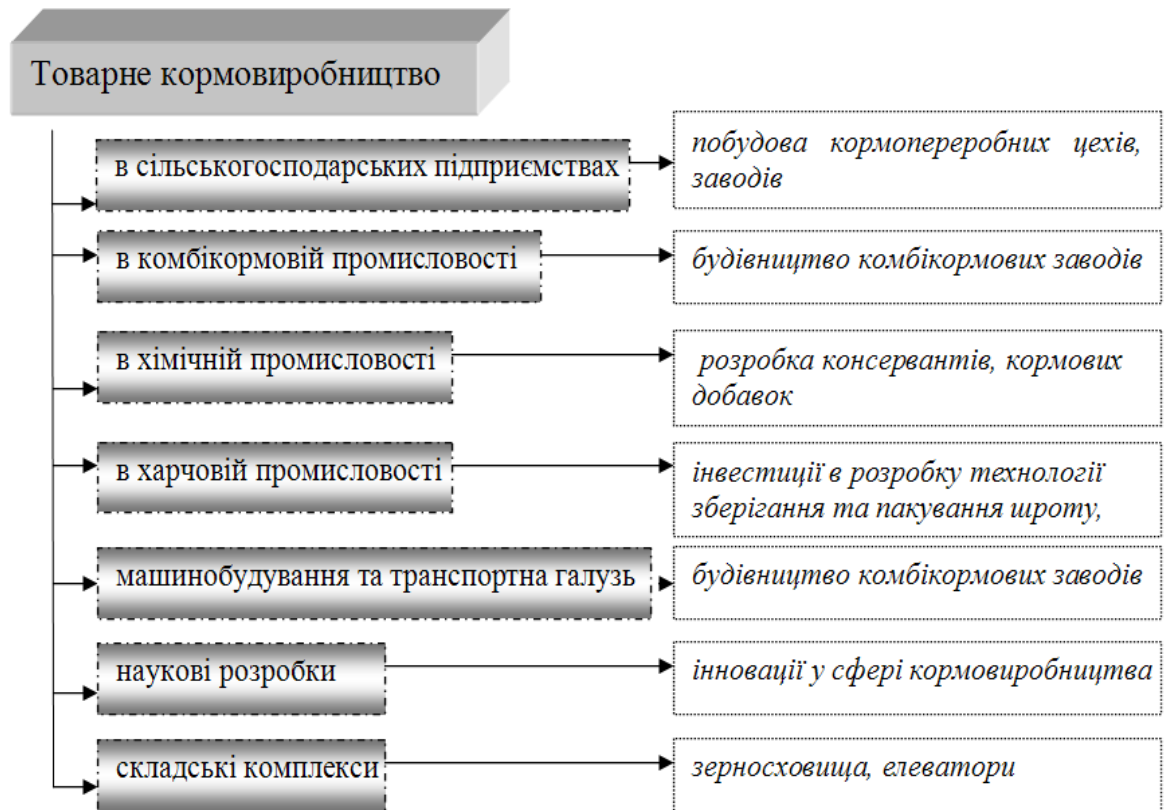 Товарне кормовиробництво
в сільськогосподарських підприємствах
побудова кормопереробних цехів,
заводів
в комбікормовій промисловості
будівництво комбікормових заводів
в хімічній промисловості
розробка консервантів, кормових
добавок
в харчовій промисловості
інвестиції в розробку технології
зберігання та пакування шроту,
машинобудування та транспортна галузь
будівництво комбікормових заводів
наукові розробки
інновації у сфері кормовиробництва
складські комплекси
зерносховища, елеватори